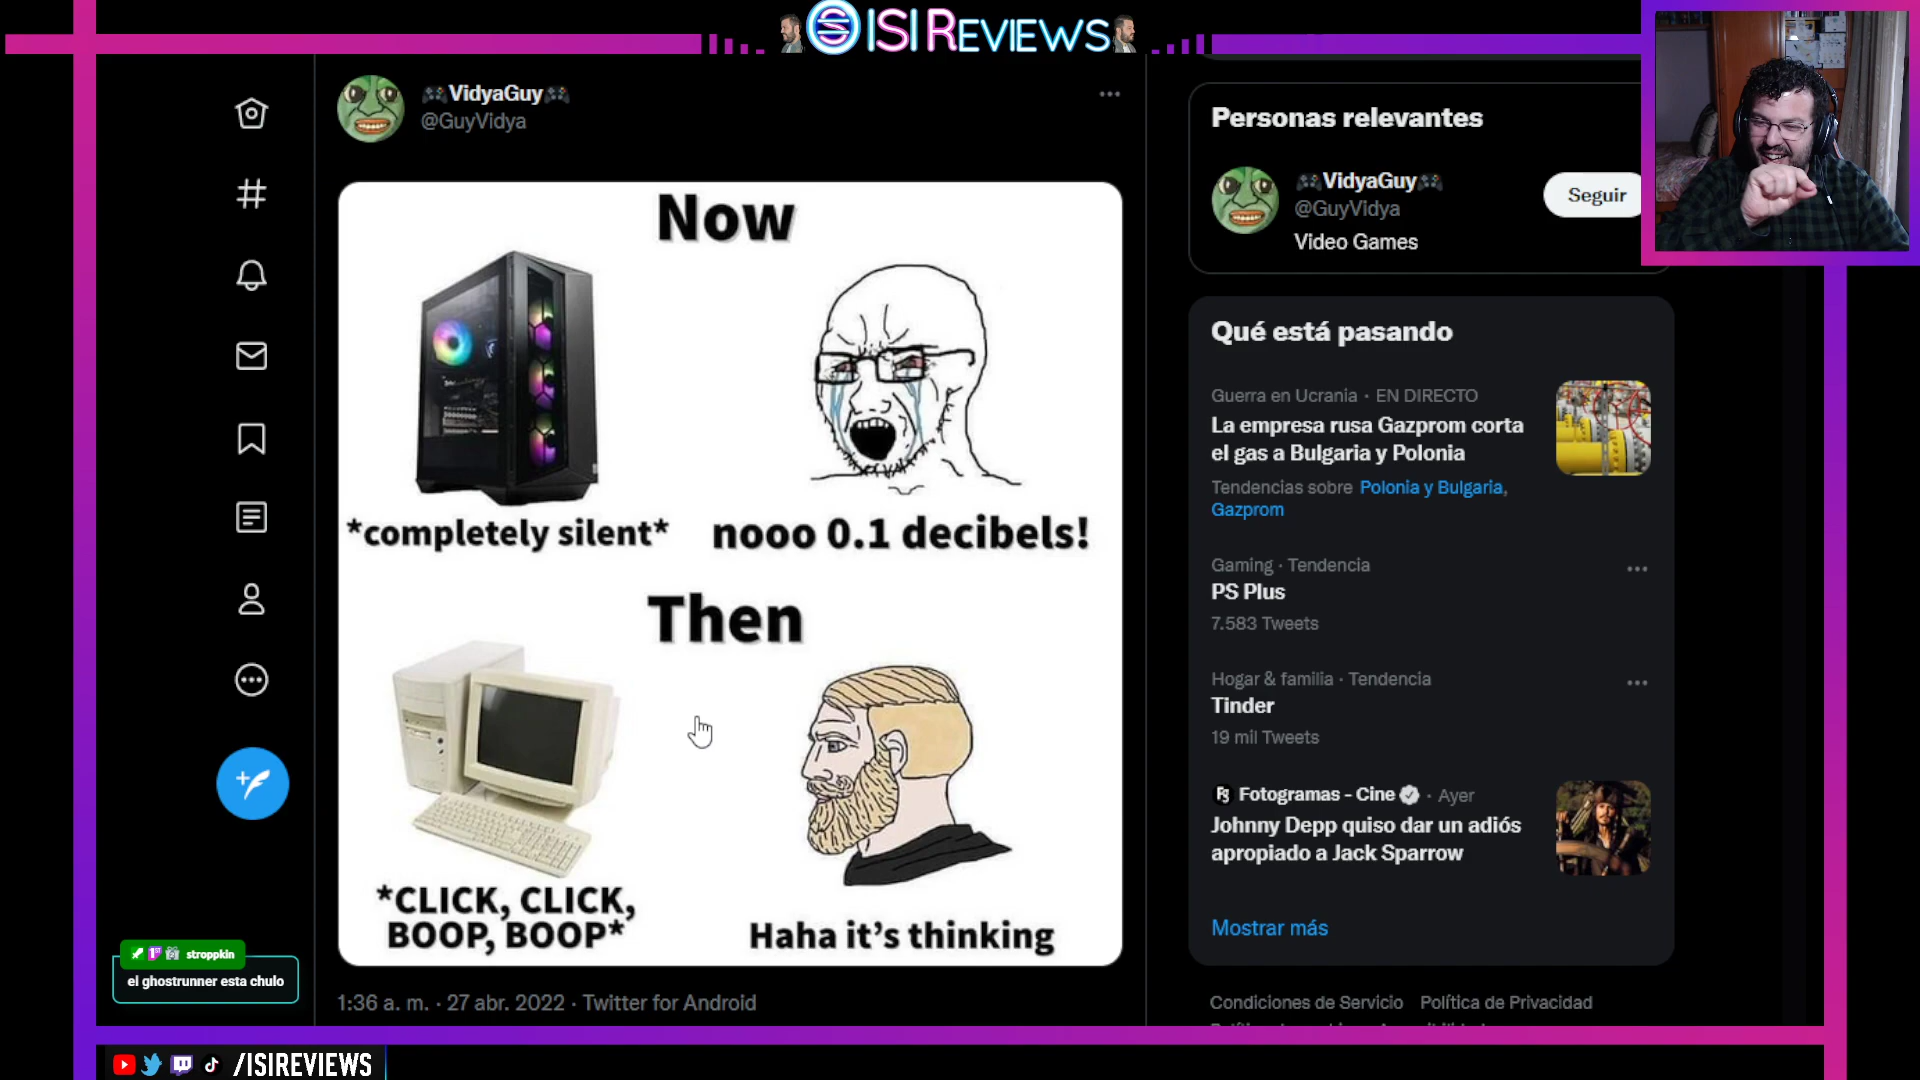 ISI REVIEWS
VidyaGuy
@GuyVidya
Now
*completely silent*
nooo 0.1 decibels!
Then
*CLICK, CLICK,
BOOP, BOOP*
Haha it's thinking
1:36 a. m. · 27 abr. 2022 · Twitter for Android
Personas relevantes
VidyaGuy
@GuyVidya
Video Games
Seguir
Qué está pasando
Guerra en Ucrania · EN DIRECTO
La empresa rusa Gazprom corta
el gas a Bulgaria y Polonia
Tendencias sobre Polonia y Bulgaria,
Gazprom
Gaming · Tendencia
PS Plus
7.583 Tweets
Hogar & familia · Tendencia
Tinder
19 mil Tweets
Fotogramas - Cine · Ayer
Johnny Depp quiso dar un adiós
apropiado a Jack Sparrow
Mostrar más
Condiciones de Servicio Política de Privacidad
stroppkin
el ghostrunner esta chulo
/ISIREVIEWS